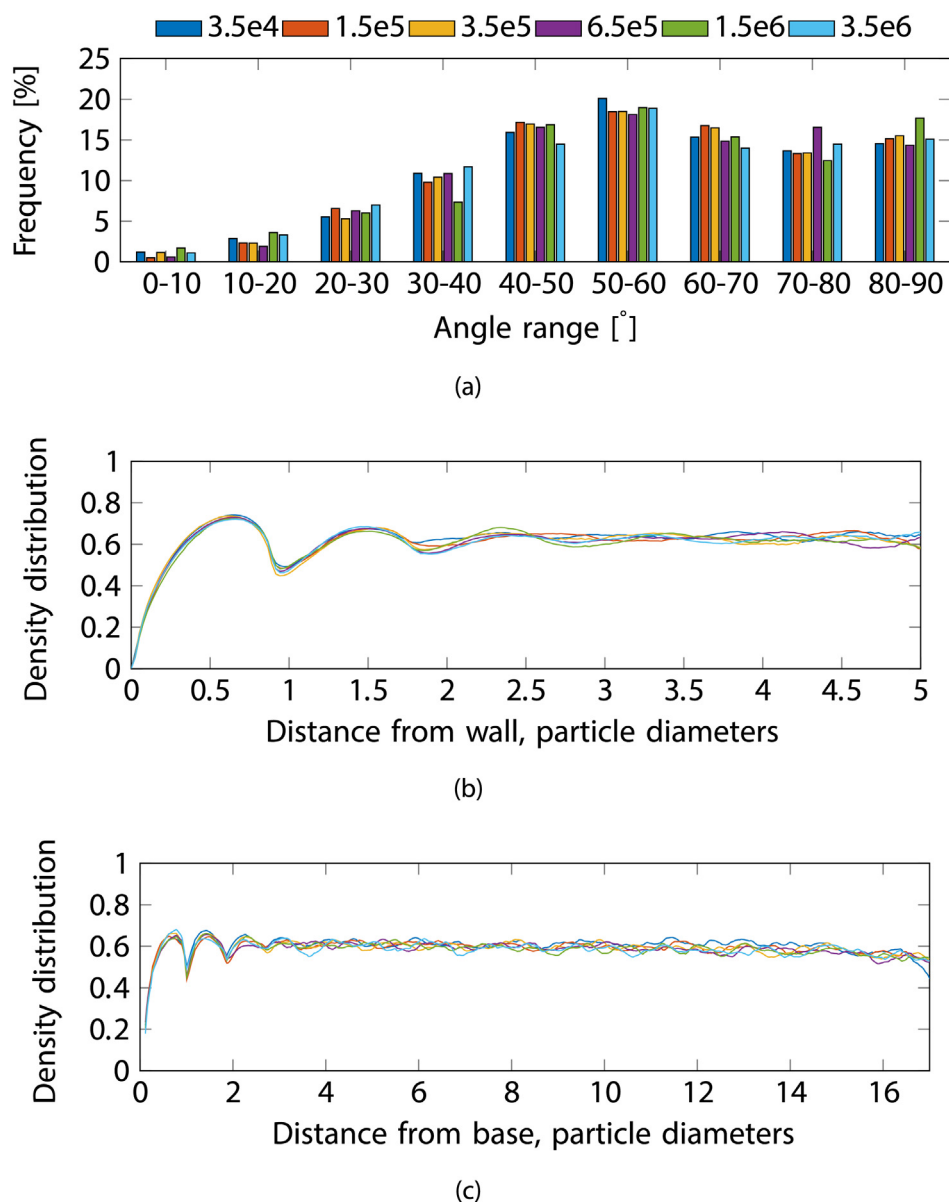 3.5e4 1.5e5 3.5e5 6.5e5 1.5e6 3.5e6
25
20
15
10
5
0
Frequency [%]
0-10 10-20 20-30 30-40 40-50 50-60 60-70 70-80 80-90
Angle range [°]
(a)
1
0.8
0.6
0.4
0.2
0
Density distribution
0 0.5 1 1.5 2 2.5 3 3.5 4 4.5 5
Distance from wall, particle diameters
(b)
1
0.8
0.6
0.4
0.2
0
Density distribution
0 2 4 6 8 10 12 14 16
Distance from base, particle diameters
(c)